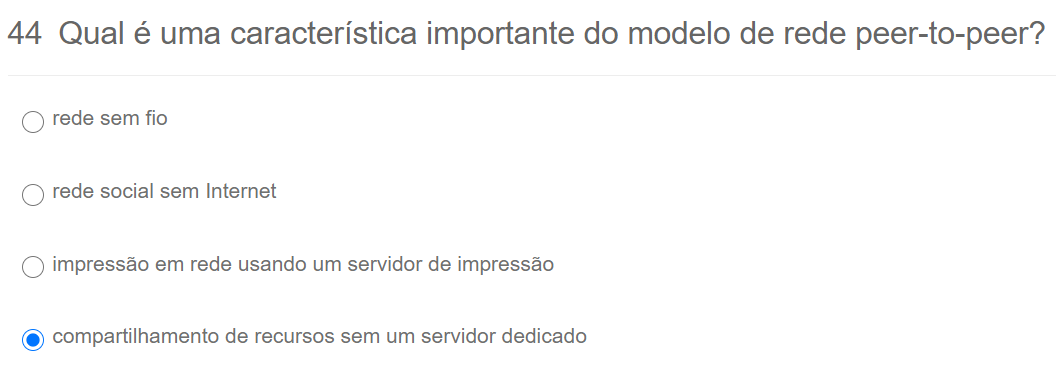 44 Qual é uma característica importante do modelo de rede peer-to-peer?
rede sem fio
rede social sem Internet
impressão em rede usando um servidor de impressão
compartilhamento de recursos sem um servidor dedicado